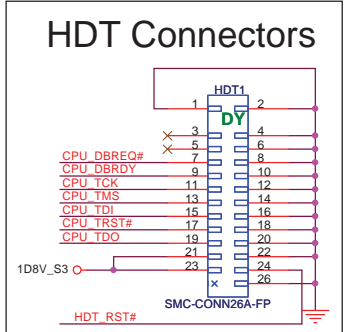 HDT Connectors
HDT1
DY
1 2
3 4
5 6
CPU_DBREQ# 7 8
CPU_DBRDY 9 10
CPU_TCK 11 12
CPU_TMS 13 14
CPU_TDI 15 16
CPU_TRST# 17 18
CPU_TDO 19 20
21 22
1D8V_S3 23 24
26
SMC-CONN26A-FP
HDT_RST#